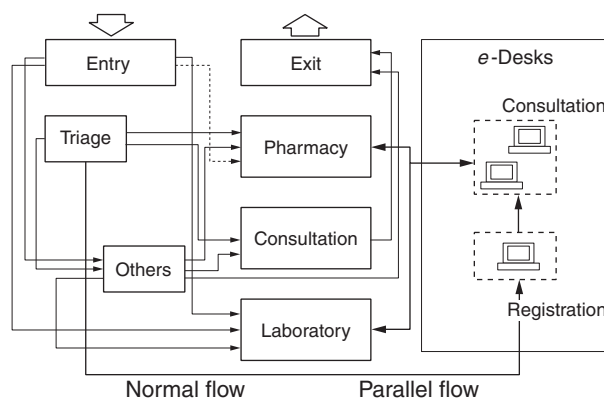 Entry
Exit
e-Desks
Consultation
Triage
Pharmacy
Consultation
Others
Registration
Laboratory
Normal flow
Parallel flow